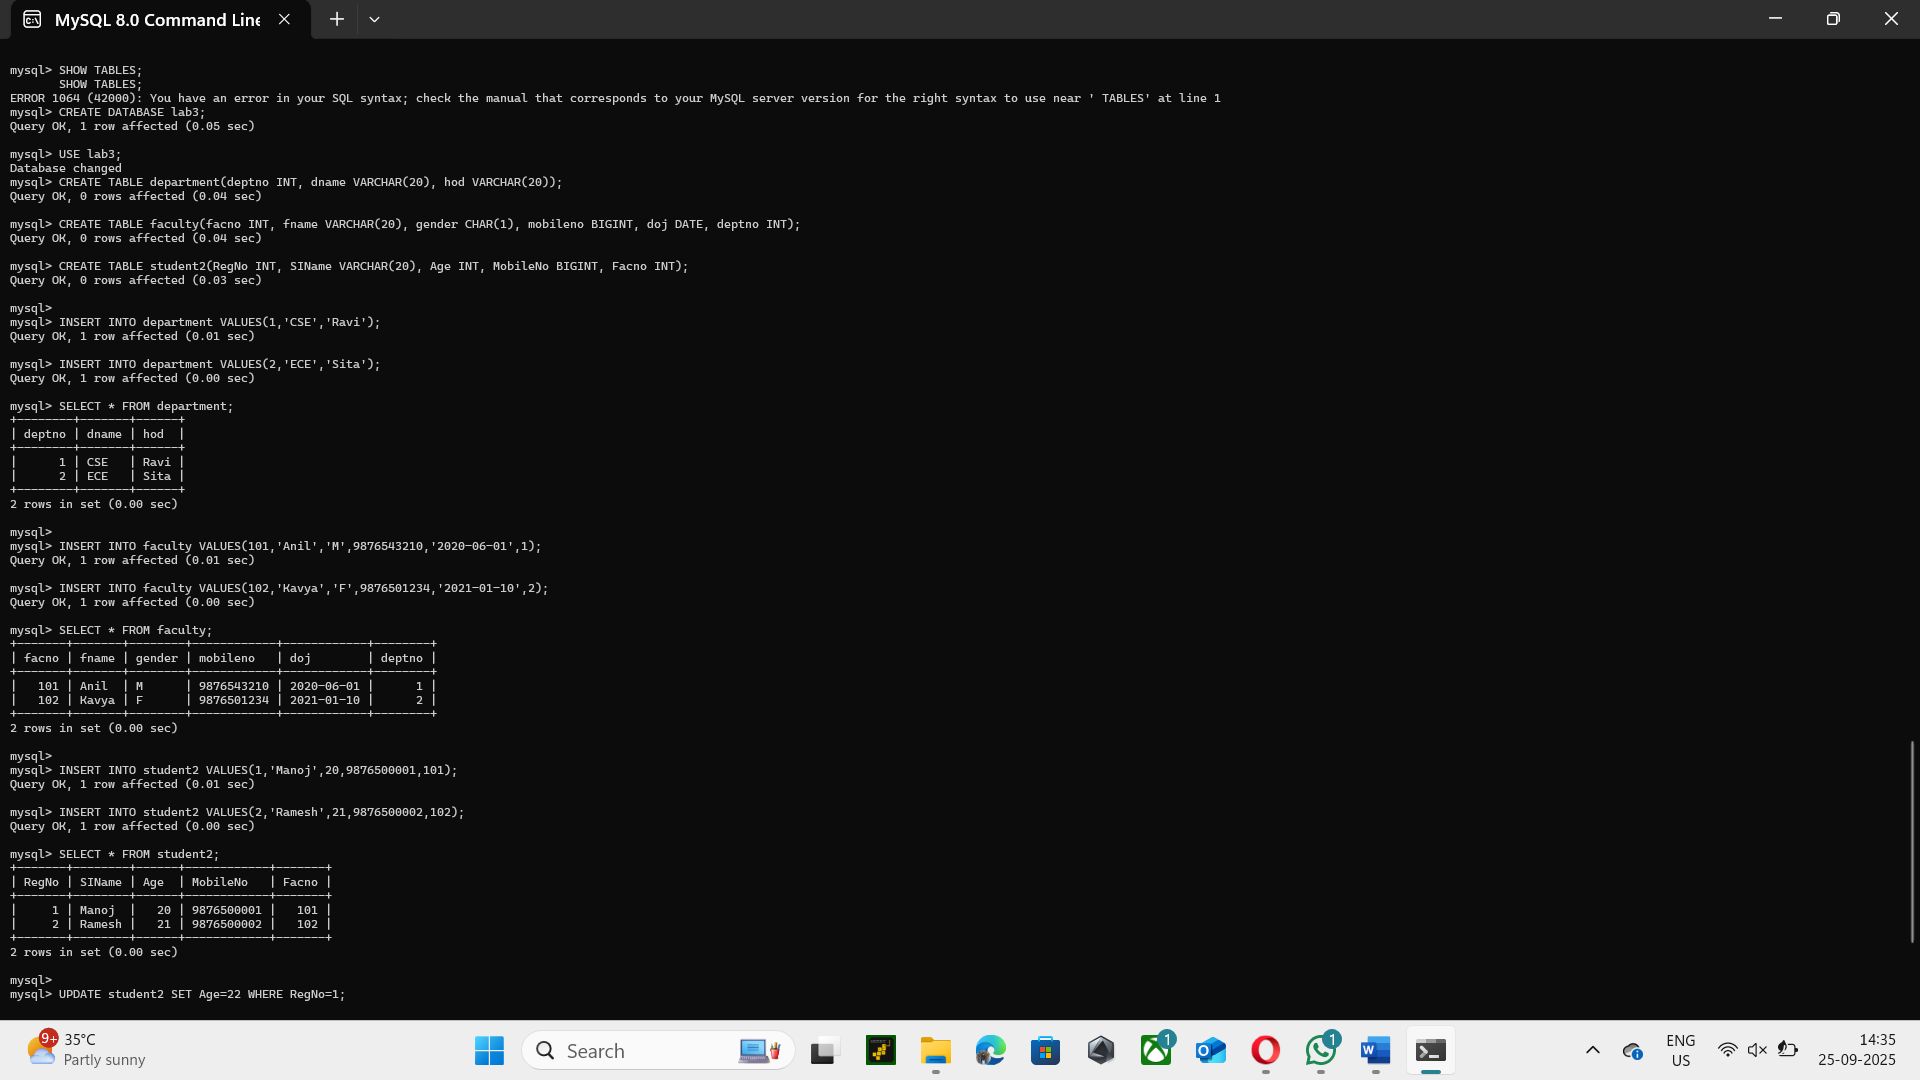 MySQL 8.0 Command Line
mysql> SHOW TABLES;
       SHOW TABLES;
ERROR 1064 (42000): You have an error in your SQL syntax; check the manual that corresponds to your MySQL server version for the right syntax to use near ' TABLES' at line 1
mysql> CREATE DATABASE lab3;
Query OK, 1 row affected (0.05 sec)
mysql> USE lab3;
Database changed
mysql> CREATE TABLE department(deptno INT, dname VARCHAR(20), hod VARCHAR(20));
Query OK, 0 rows affected (0.04 sec)
mysql> CREATE TABLE faculty(facno INT, fname VARCHAR(20), gender CHAR(1), mobileno BIGINT, doj DATE, deptno INT);
Query OK, 0 rows affected (0.04 sec)
mysql> CREATE TABLE student2(RegNo INT, SIName VARCHAR(20), Age INT, MobileNo BIGINT, Facno INT);
Query OK, 0 rows affected (0.03 sec)
mysql>
mysql> INSERT INTO department VALUES(1,'CSE','Ravi');
Query OK, 1 row affected (0.01 sec)
mysql> INSERT INTO department VALUES(2,'ECE','Sita');
Query OK, 1 row affected (0.00 sec)
mysql> SELECT * FROM department;
+--------+-------+------+
| deptno | dname | hod  |
+--------+-------+------+
|      1 | CSE   | Ravi |
|      2 | ECE   | Sita |
+--------+-------+------+
2 rows in set (0.00 sec)
mysql>
mysql> INSERT INTO faculty VALUES(101,'Anil','M',9876543210,'2020-06-01',1);
Query OK, 1 row affected (0.01 sec)
mysql> INSERT INTO faculty VALUES(102,'Kavya','F',9876501234,'2021-01-10',2);
Query OK, 1 row affected (0.00 sec)
mysql> SELECT * FROM faculty;
+-------+-------+--------+------------+------------+--------+
| facno | fname | gender | mobileno   | doj        | deptno |
+-------+-------+--------+------------+------------+--------+
|   101 | Anil  | M      | 9876543210 | 2020-06-01 |      1 |
|   102 | Kavya | F      | 9876501234 | 2021-01-10 |      2 |
+-------+-------+--------+------------+------------+--------+
2 rows in set (0.00 sec)
mysql>
mysql> INSERT INTO student2 VALUES(1,'Manoj',20,9876500001,101);
Query OK, 1 row affected (0.01 sec)
mysql> INSERT INTO student2 VALUES(2,'Ramesh',21,9876500002,102);
Query OK, 1 row affected (0.00 sec)
mysql> SELECT * FROM student2;
+-------+--------+------+------------+-------+
| RegNo | SIName | Age  | MobileNo   | Facno |
+-------+--------+------+------------+-------+
|     1 | Manoj  |   20 | 9876500001 |   101 |
|     2 | Ramesh |   21 | 9876500002 |   102 |
+-------+--------+------+------------+-------+
2 rows in set (0.00 sec)
mysql>
mysql> UPDATE student2 SET Age=22 WHERE RegNo=1;
9+
35°C
Partly sunny
Search
1
1
ENG
US
14:35
25-09-2025